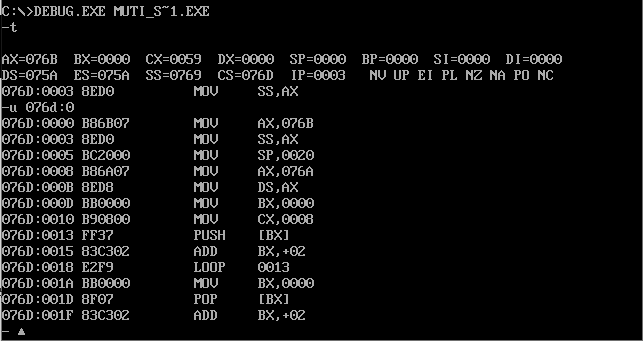 C:\>DEBUG.EXE MUTI_S~1.EXE
-t
AX=076B  BX=0000  CX=0059  DX=0000  SP=0000  BP=0000  SI=0000  DI=0000
DS=075A  ES=075A  SS=0769  CS=076D  IP=0003   NV UP EI PL NZ NA PO NC
076D:0003 8ED0          MOV     SS,AX
-u 076d:0
076D:0000 B86B07        MOV     AX,076B
076D:0003 8ED0          MOV     SS,AX
076D:0005 BC2000        MOV     SP,0020
076D:0008 B86A07        MOV     AX,076A
076D:000B 8ED8          MOV     DS,AX
076D:000D BB0000        MOV     BX,0000
076D:0010 B90800        MOV     CX,0008
076D:0013 FF37          PUSH    [BX]
076D:0015 83C302        ADD     BX,+02
076D:0018 E2F9          LOOP    0013
076D:001A BB0000        MOV     BX,0000
076D:001D 8F07          POP     [BX]
076D:001F 83C302        ADD     BX,+02
-